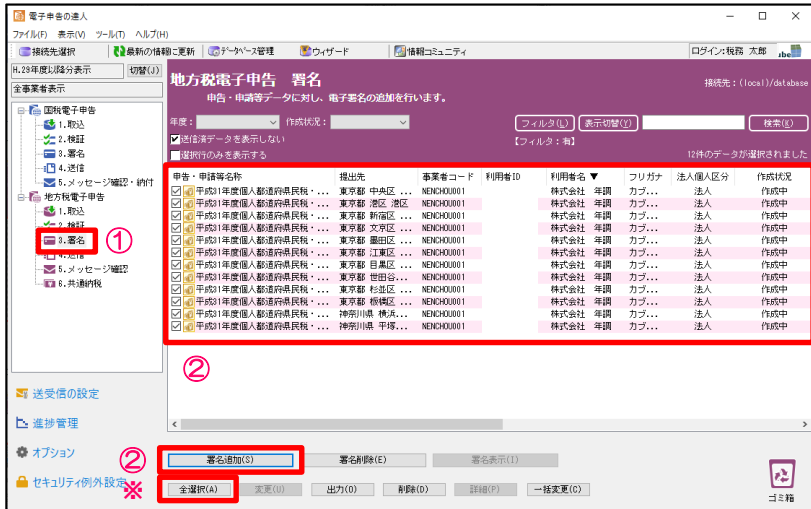 電子申告の達人
ファイル(F) 表示(V) ツール(T) ヘルプ(H)
接続先選択 最新の情報に更新 データベース管理 ウィザード 情報コミュニティ ログイン:税務 太郎
H.29年度以降分表示 切替(J)
全事業者表示
国税電子申告
1.取込
2.検証
3.署名
4.送信
5.メッセージ確認・納付
地方税電子申告
1.取込
2.検証
3.署名
①
4.送信
5.メッセージ確認
6.共通納税
送受信の設定
進捗管理
オプション
セキュリティ例外設定
地方税電子申告 署名
接続先:(local)/database
申告・申請等データに対し、電子署名の追加を行います。
年度: 作成状況: フィルタ(L) 表示切替(Y) 検索(K)
送信済データを表示しない 【フィルタ:有】
選択行のみを表示する 12件のデータが選択されました
申告・申請等名称 提出先 事業者コード 利用者ID 利用者名 ▼ フリガナ 法人個人区分 作成状況
平成31年度個人都道府県民税・... 東京都 中央区 ... NENCHOU001 株式会社 年調 カブ... 法人 作成中
平成31年度個人都道府県民税・... 東京都 港区 港区 NENCHOU001 株式会社 年調 カブ... 法人 作成中
平成31年度個人都道府県民税・... 東京都 新宿区 ... NENCHOU001 株式会社 年調 カブ... 法人 作成中
平成31年度個人都道府県民税・... 東京都 文京区 ... NENCHOU001 株式会社 年調 カブ... 法人 作成中
平成31年度個人都道府県民税・... 東京都 墨田区 ... NENCHOU001 株式会社 年調 カブ... 法人 作成中
平成31年度個人都道府県民税・... 東京都 江東区 ... NENCHOU001 株式会社 年調 カブ... 法人 作成中
平成31年度個人都道府県民税・... 東京都 目黒区 ... NENCHOU001 株式会社 年調 カブ... 法人 作成中
平成31年度個人都道府県民税・... 東京都 世田谷... NENCHOU001 株式会社 年調 カブ... 法人 作成中
平成31年度個人都道府県民税・... 東京都 杉並区 ... NENCHOU001 株式会社 年調 カブ... 法人 作成中
平成31年度個人都道府県民税・... 東京都 板橋区 ... NENCHOU001 株式会社 年調 カブ... 法人 作成中
平成31年度個人都道府県民税・... 神奈川県 横浜... NENCHOU001 株式会社 年調 カブ... 法人 作成中
平成31年度個人都道府県民税・... 神奈川県 平塚... NENCHOU001 株式会社 年調 カブ... 法人 作成中
②
② 署名追加(S) 署名削除(E) 署名表示(I)
※ 全選択(A) 変更(U) 出力(O) 削除(D) 詳細(P) 一括変更(C)
ゴミ箱